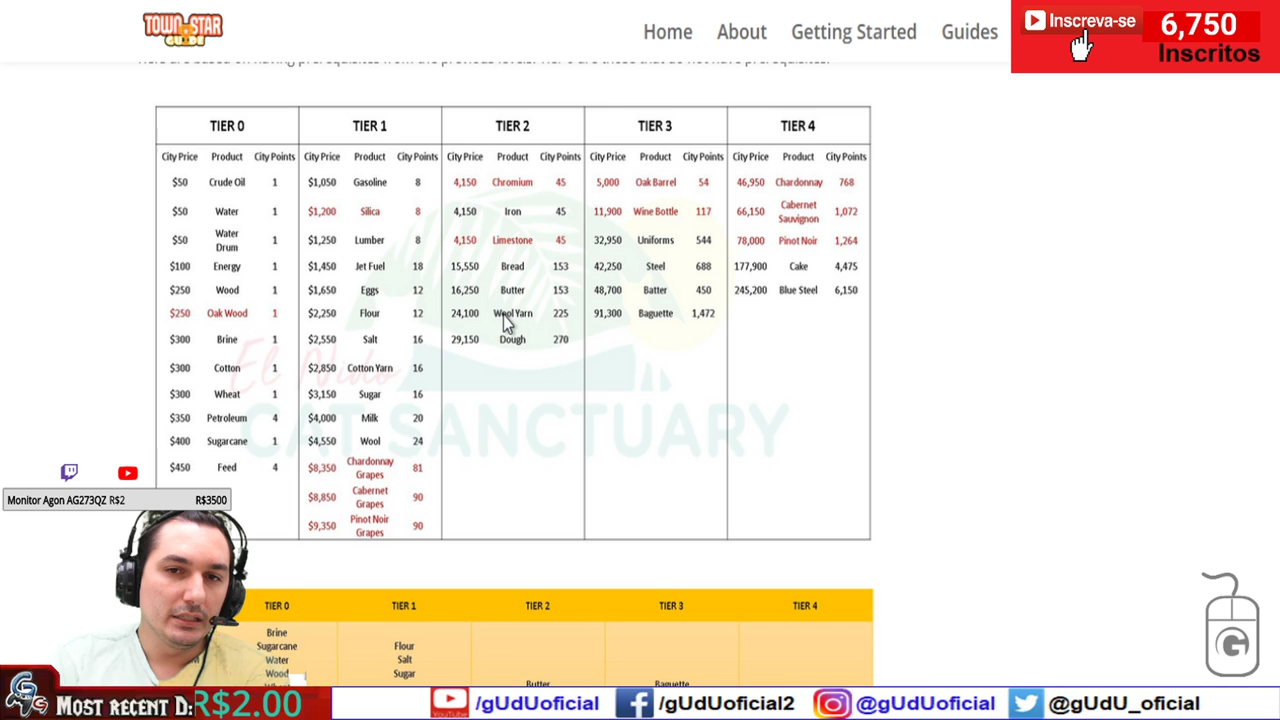 TOWN STAR
GUIDE
Home About Getting Started Guides
Inscreva-se
6,750
Inscritos
TIER 0 TIER 1 TIER 2 TIER 3 TIER 4
City Price Product City Points City Price Product City Points City Price Product City Points City Price Product City Points City Price Product City Points
$50 Crude Oil 1 $1,050 Gasoline 8 4,150 Chromium 45 5,000 Oak Barrel 54 46,950 Chardonnay 768
$50 Water 1 $1,200 Silica 8 4,150 Iron 45 11,900 Wine Bottle 117 66,150 Cabernet Sauvignon 1,072
$50 Water Drum 1 $1,250 Lumber 8 4,150 Limestone 45 32,950 Uniforms 544 78,000 Pinot Noir 1,264
$100 Energy 1 $1,450 Jet Fuel 18 15,550 Bread 153 42,250 Steel 688 177,900 Cake 4,475
$250 Wood 1 $1,650 Eggs 12 16,250 Butter 153 48,700 Batter 450 245,200 Blue Steel 6,150
$250 Oak Wood 1 $2,250 Flour 12 24,100 Wool Yarn 225 91,300 Baguette 1,472
$300 Brine 1 $2,550 Salt 16 29,150 Dough 270
$300 Cotton 1 $2,850 Cotton Yarn 16
$300 Wheat 1 $3,150 Sugar 16
$350 Petroleum 4 $4,000 Milk 20
$400 Sugarcane 1 $4,550 Wool 24
$450 Feed 4 $8,350 Chardonnay Grapes 81
$8,850 Cabernet Grapes 90
$9,350 Pinot Noir Grapes 90
El Nido
CAT SANCTUARY
Monitor Agon AG273QZ R$2 R$3500
TIER 0 TIER 1 TIER 2 TIER 3 TIER 4
Brine
Sugarcane Flour
Water Salt
Wood Sugar
Butter Baguette
MOST RECENT D: R$2.00
/gUdUoficial /gUdUoficial2 @gUdUoficial @gUdU_oficial